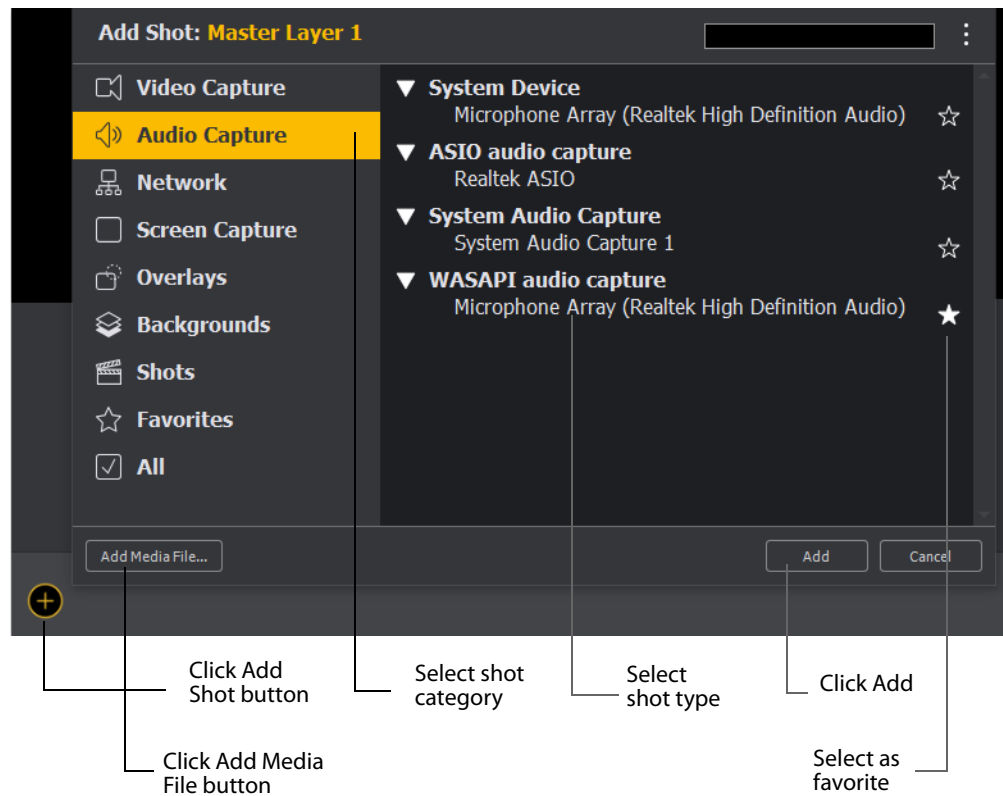 Add Shot: Master Layer 1
Video Capture
Audio Capture
Network
Screen Capture
Overlays
Backgrounds
Shots
Favorites
All
System Device
Microphone Array (Realtek High Definition Audio)
ASIO audio capture
Realtek ASIO
System Audio Capture
System Audio Capture 1
WASAPI audio capture
Microphone Array (Realtek High Definition Audio)
Add Media File...
Add
Cancel
Click Add
Shot button
Select shot
category
Select
shot type
Click Add
Click Add Media
File button
Select as
favorite